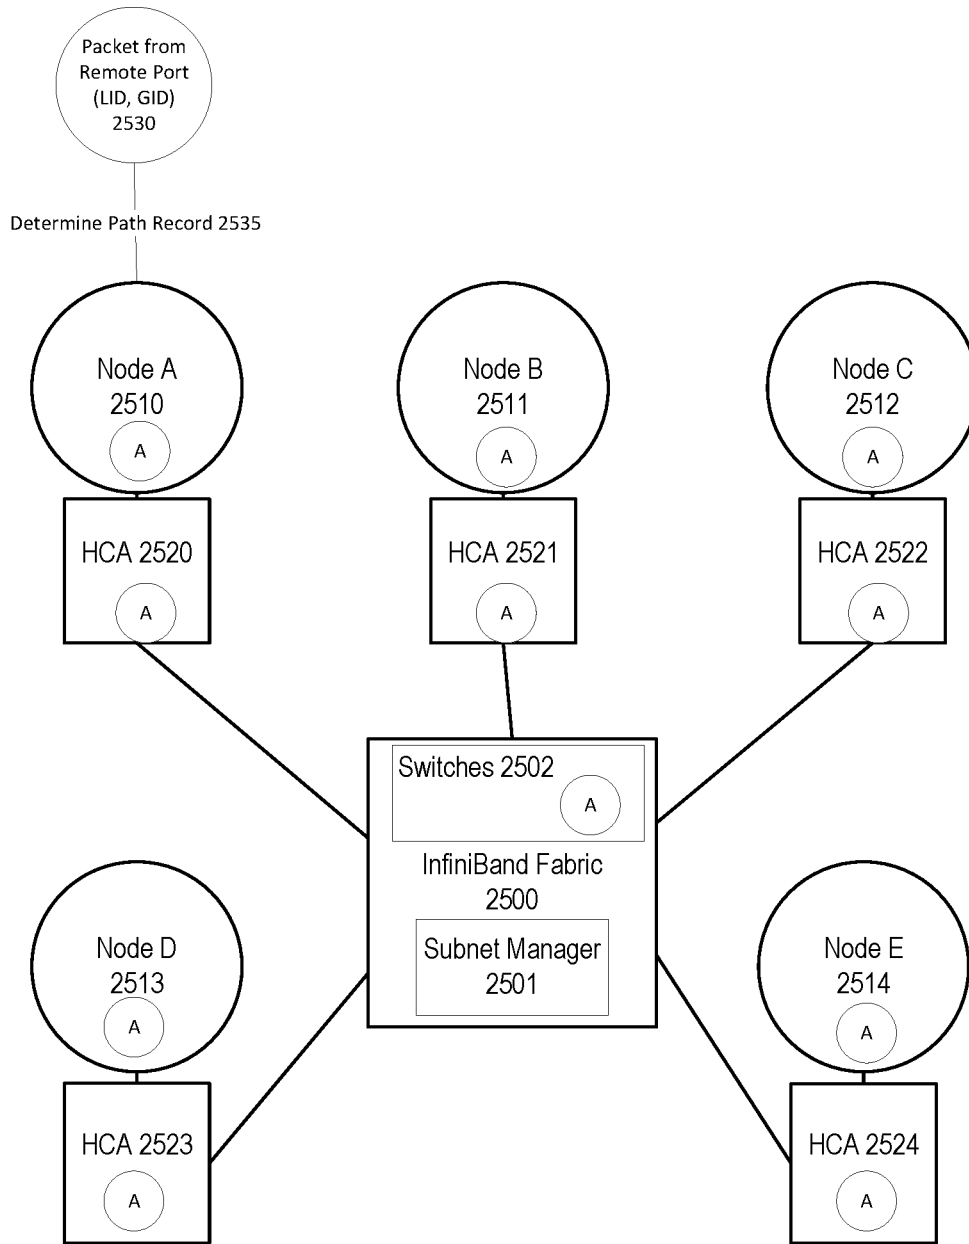 Packet from
Remote Port
(LID, GID)
2530
Determine Path Record 2535
Node A
2510
A
Node B
2511
A
Node C
2512
A
HCA 2520
A
HCA 2521
A
HCA 2522
A
Switches 2502
A
InfiniBand Fabric
2500
Subnet Manager
2501
Node D
2513
A
Node E
2514
A
HCA 2523
A
HCA 2524
A